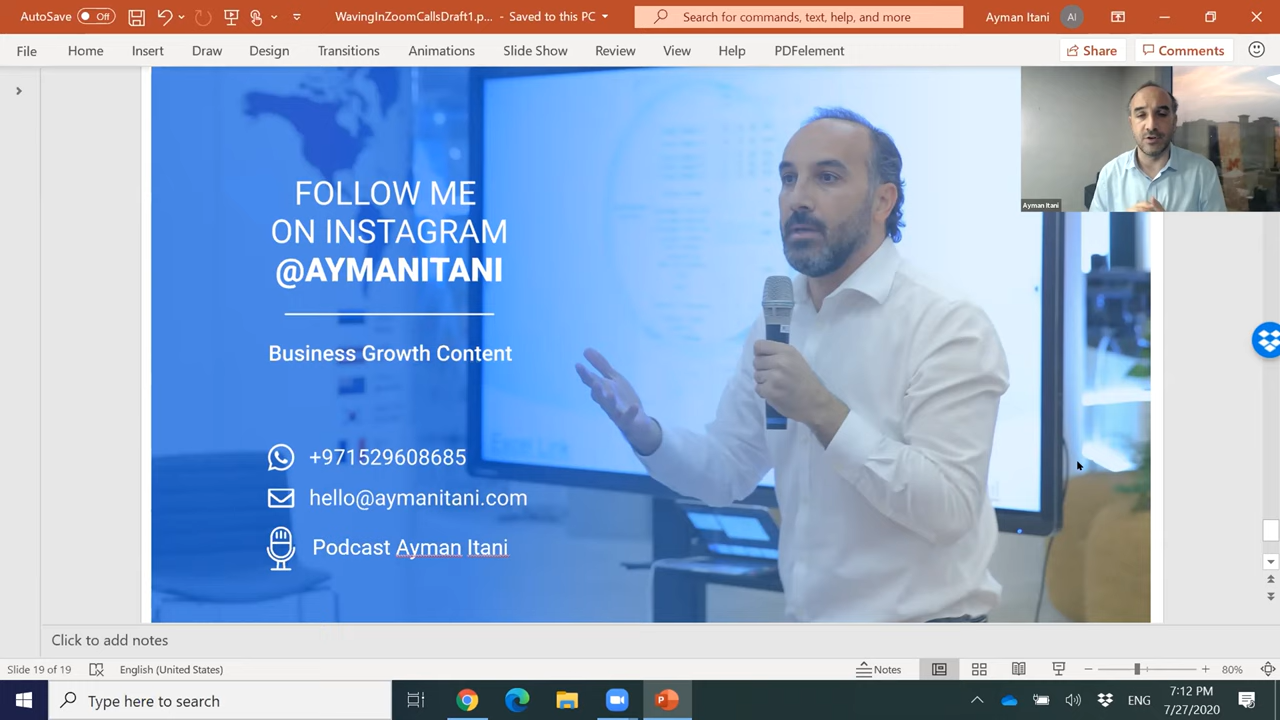 AutoSave Off
WavingInZoomCallsDraft1.p... - Saved to this PC
Search for commands, text, help, and more
Ayman Itani AI
File Home Insert Draw Design Transitions Animations Slide Show Review View Help PDFelement Share Comments
Ayman Itani
FOLLOW ME
ON INSTAGRAM
@AYMANITANI
Business Growth Content
+971529608685
hello@aymanitani.com
Podcast Ayman Itani
Click to add notes
Slide 19 of 19 English (United States) Notes 80%
Type here to search
ENG
7:12 PM
7/27/2020